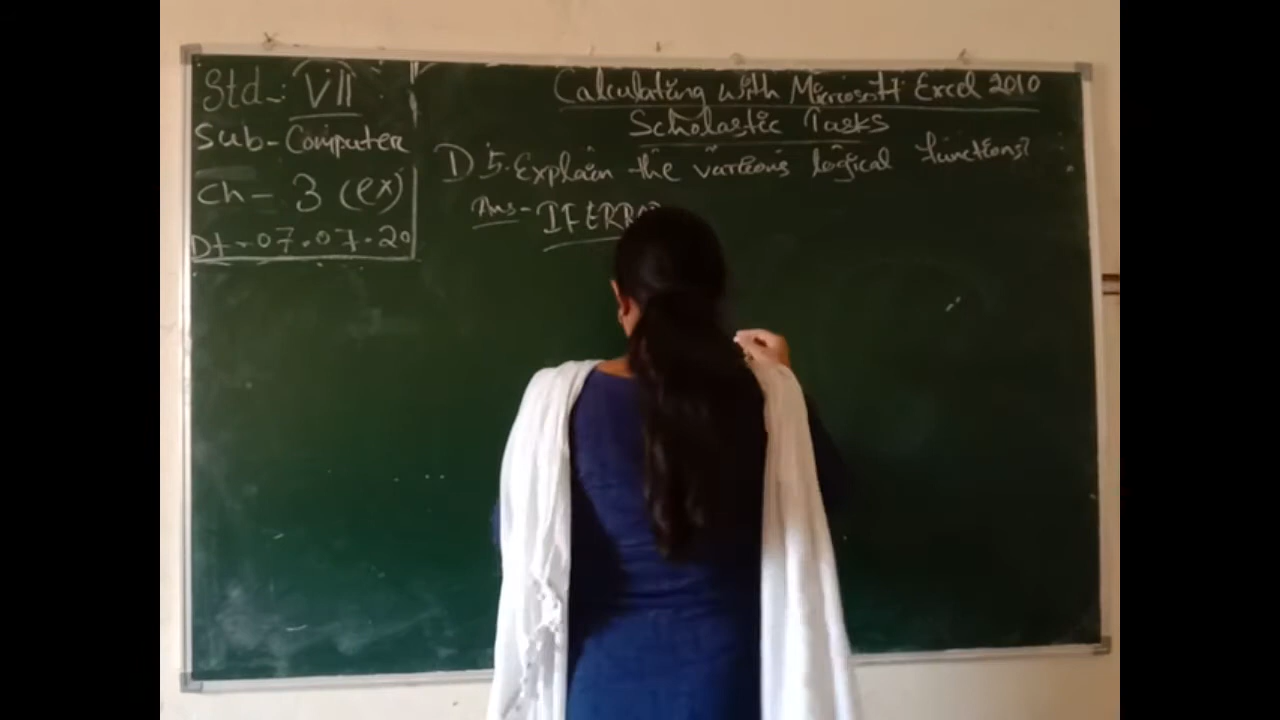 Std-: VII
Sub-Computer
Ch- 3 (ex)
Dt-07.07.20
Calculating with Microsoft Excel 2010
Scholastic Tasks
D 5. Explain the various logical functions?
Ans- IFERRO